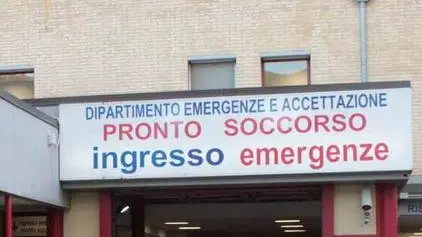 DIPARTIMENTO EMERGENZE E ACCETTAZIONE
PRONTO SOCCORSO
ingresso emergenze